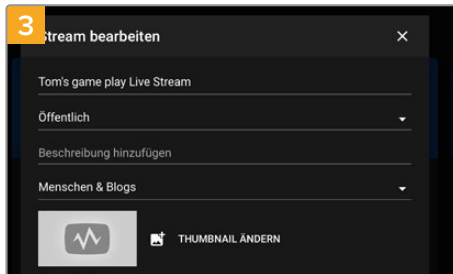 3
Stream bearbeiten
Tom's game play Live Stream
Öffentlich
Beschreibung hinzufügen
Menschen & Blogs
THUMBNAIL ÄNDERN